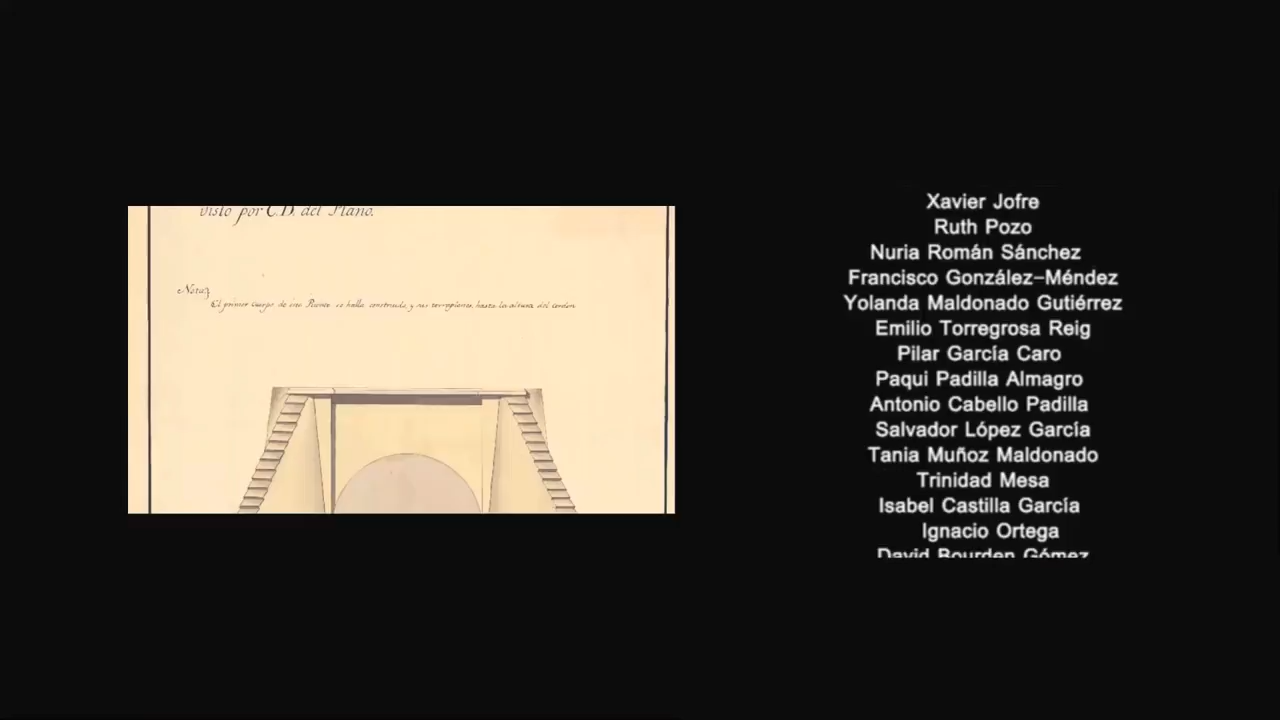 visto por C.D. del Plano.
Nota
El primer cuerpo de este Puente se halla construido, y sus terraplenes, hasta la altura del cordon
Xavier Jofre
Ruth Pozo
Nuria Román Sánchez
Francisco González-Méndez
Yolanda Maldonado Gutiérrez
Emilio Torregrosa Reig
Pilar García Caro
Paqui Padilla Almagro
Antonio Cabello Padilla
Salvador López García
Tania Muñoz Maldonado
Trinidad Mesa
Isabel Castilla García
Ignacio Ortega
David Bourden Gómez